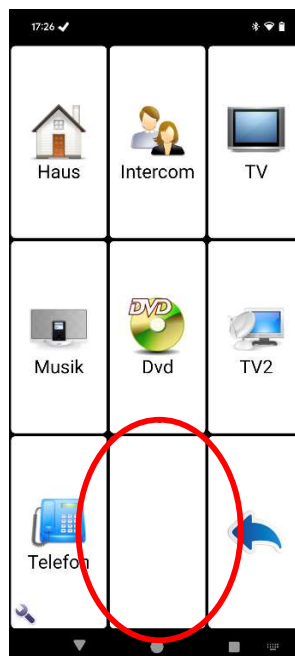 17:26
Haus
Intercom
TV
Musik
DVD
Dvd
TV2
Telefon